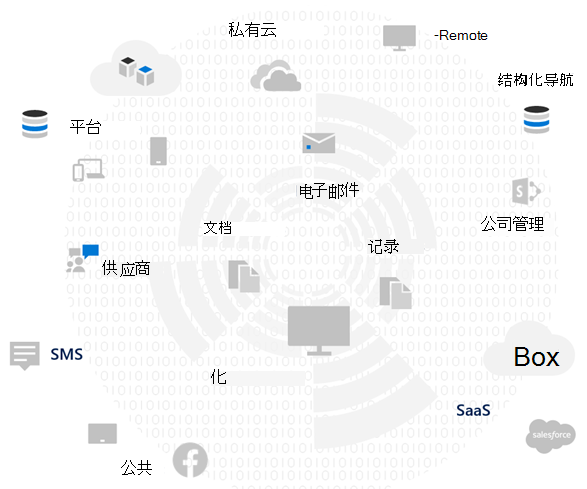 私有云
-Remote
结构化导航
平台
电子邮件
文档
公司管理
记录
供应商
SMS
Box
化
SaaS
salesforce
公共